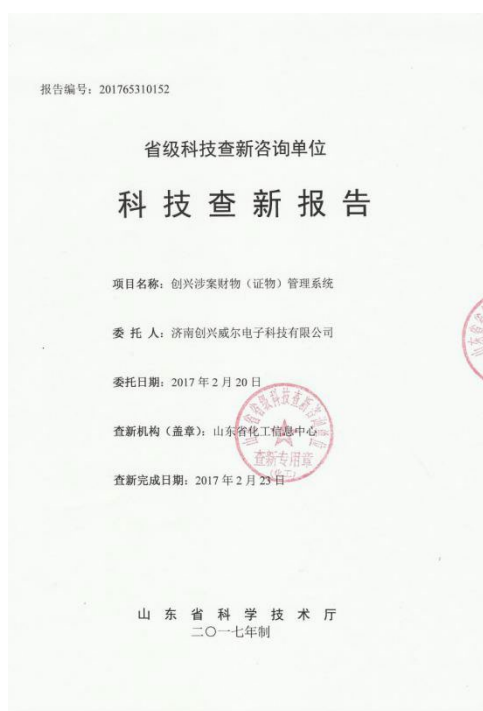 报告编号：201765310152
省级科技查新咨询单位
科技查新报告
项目名称：创兴涉案财物（证物）管理系统
委托人：济南创兴威尔电子科技有限公司
委托日期：2017年2月20日
查新机构（盖章）：山东省化工信息中心
查新专用章
（化工）
查新完成日期：2017年2月23日
山东省科学技术厅
二〇一七年制